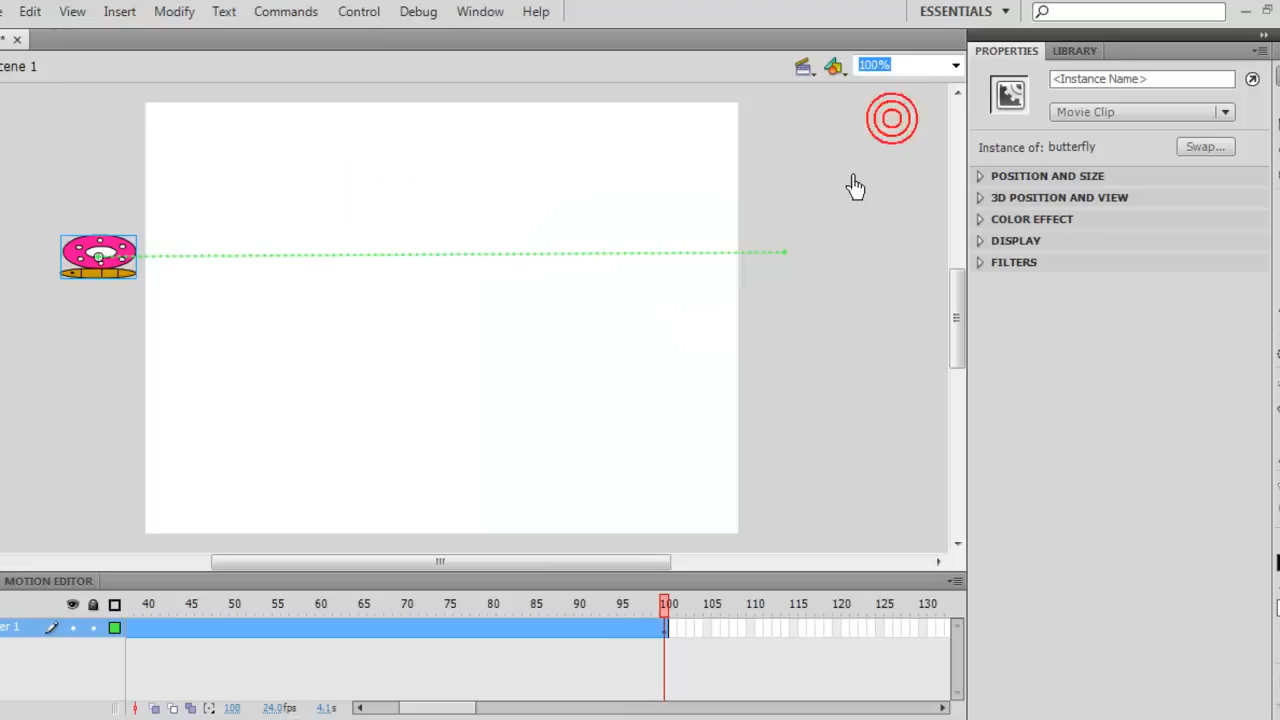 Edit View Insert Modify Text Commands Control Debug Window Help ESSENTIALS
cene 1 100%
PROPERTIES LIBRARY
<Instance Name>
Movie Clip
Instance of: butterfly Swap...
POSITION AND SIZE
3D POSITION AND VIEW
COLOR EFFECT
DISPLAY
FILTERS
MOTION EDITOR
40 45 50 55 60 65 70 75 80 85 90 95 100 105 110 115 120 125 130
er 1
100 24.0fps 4.1s